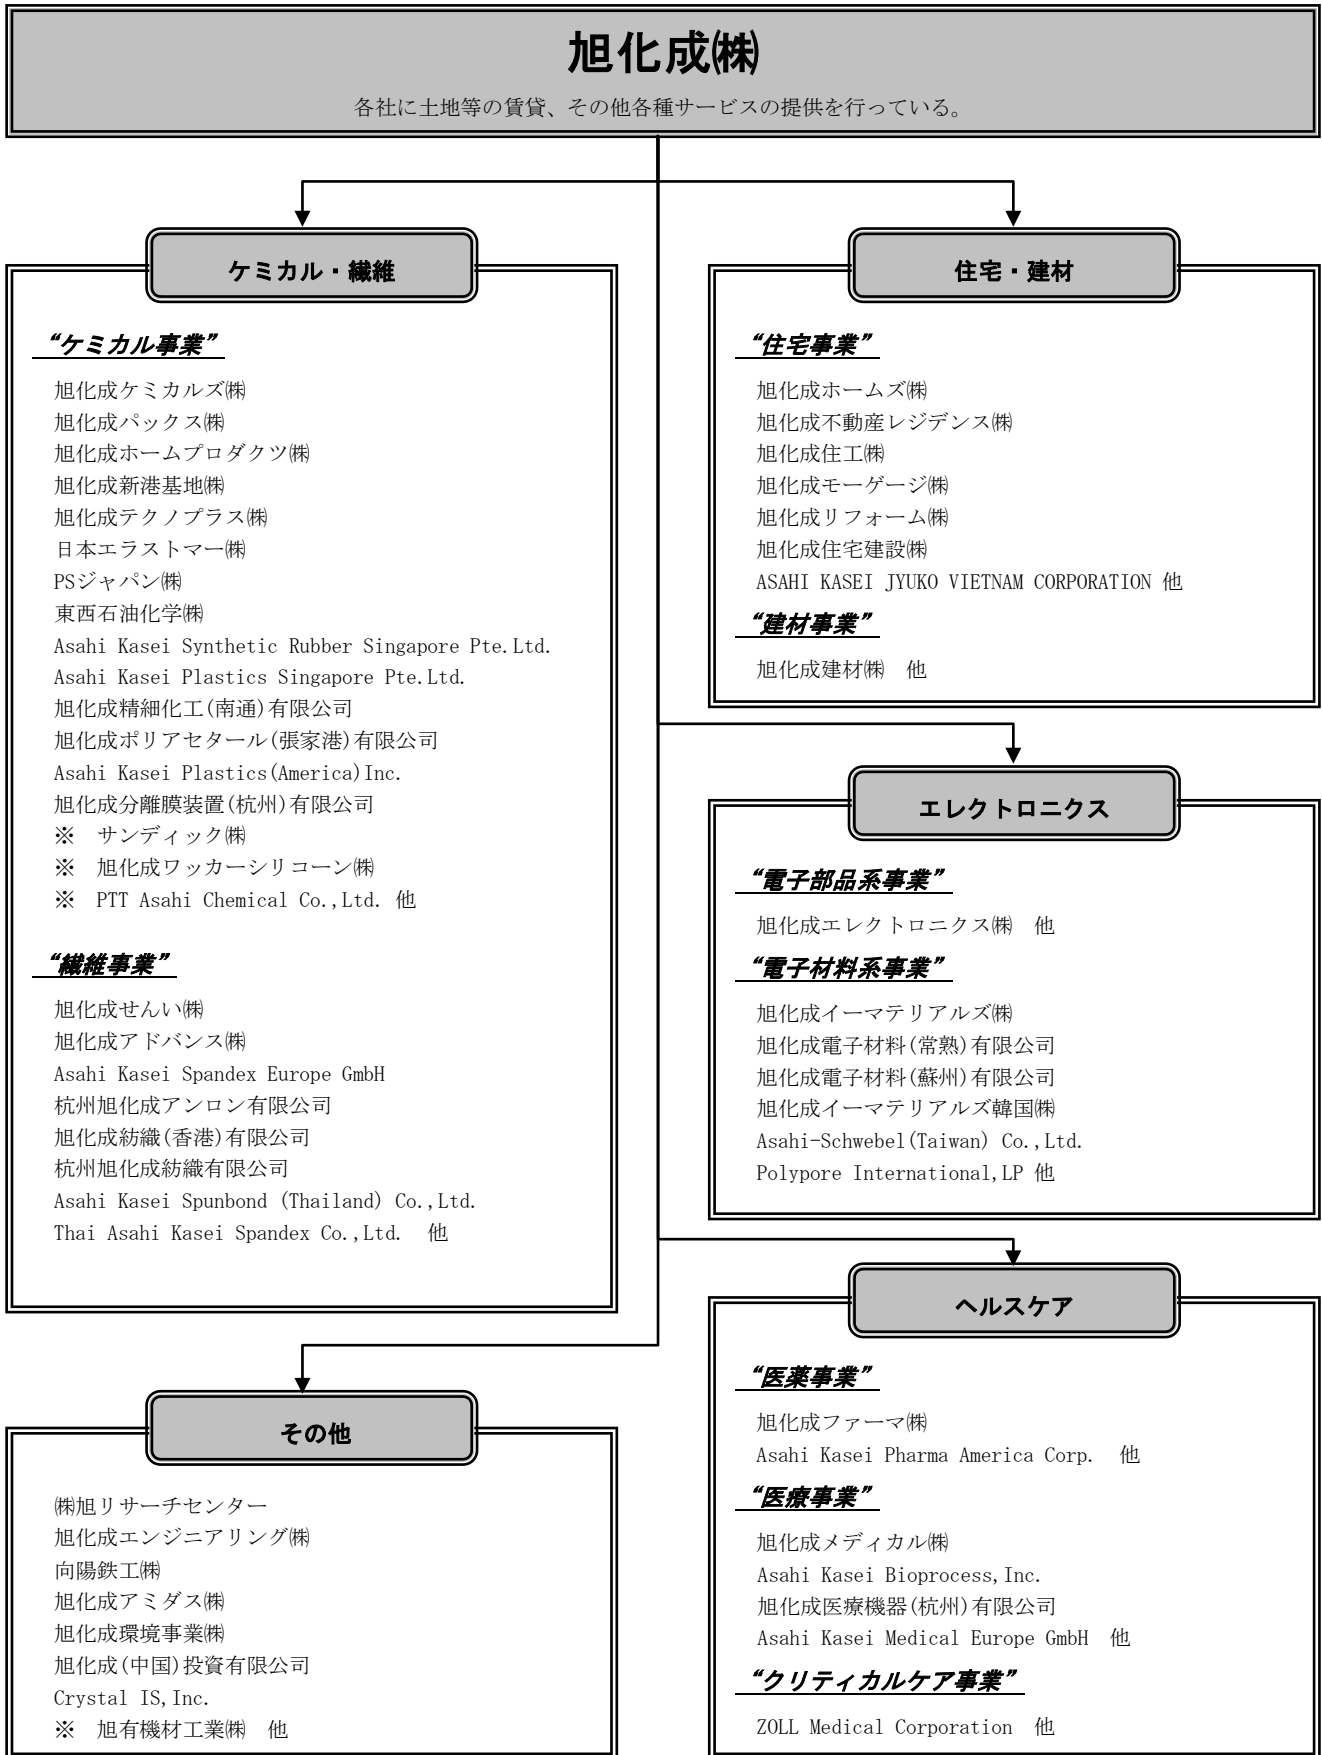 旭化成㈱
各社に土地等の賃貸、その他各種サービスの提供を行っている。
ケミカル・繊維
“ケミカル事業”
旭化成ケミカルズ㈱
旭化成パックス㈱
旭化成ホームプロダクツ㈱
旭化成新港基地㈱
旭化成テクノプラス㈱
日本エラストマー㈱
PSジャパン㈱
東西石油化学㈱
Asahi Kasei Synthetic Rubber Singapore Pte.Ltd.
Asahi Kasei Plastics Singapore Pte.Ltd.
旭化成精細化工(南通)有限公司
旭化成ポリアセタール(張家港)有限公司
Asahi Kasei Plastics(America)Inc.
旭化成分離膜装置(杭州)有限公司
※　サンディック㈱
※　旭化成ワッカーシリコーン㈱
※　PTT Asahi Chemical Co.,Ltd. 他
“繊維事業”
旭化成せんい㈱
旭化成アドバンス㈱
Asahi Kasei Spandex Europe GmbH
杭州旭化成アンロン有限公司
旭化成紡織(香港)有限公司
杭州旭化成紡織有限公司
Asahi Kasei Spunbond (Thailand) Co.,Ltd.
Thai Asahi Kasei Spandex Co.,Ltd.　他
住宅・建材
“住宅事業”
旭化成ホームズ㈱
旭化成不動産レジデンス㈱
旭化成住工㈱
旭化成モーゲージ㈱
旭化成リフォーム㈱
旭化成住宅建設㈱
ASAHI KASEI JYUKO VIETNAM CORPORATION 他
“建材事業”
旭化成建材㈱　他
エレクトロニクス
“電子部品系事業”
旭化成エレクトロニクス㈱　他
“電子材料系事業”
旭化成イーマテリアルズ㈱
旭化成電子材料(常熟)有限公司
旭化成電子材料(蘇州)有限公司
旭化成イーマテリアルズ韓国㈱
Asahi-Schwebel(Taiwan) Co.,Ltd.
Polypore International,LP 他
ヘルスケア
“医薬事業”
旭化成ファーマ㈱
Asahi Kasei Pharma America Corp.　他
“医療事業”
旭化成メディカル㈱
Asahi Kasei Bioprocess,Inc.
旭化成医療機器(杭州)有限公司
Asahi Kasei Medical Europe GmbH　他
“クリティカルケア事業”
ZOLL Medical Corporation　他
その他
㈱旭リサーチセンター
旭化成エンジニアリング㈱
向陽鉄工㈱
旭化成アミダス㈱
旭化成環境事業㈱
旭化成(中国)投資有限公司
Crystal IS,Inc.
※　旭有機材工業㈱　他